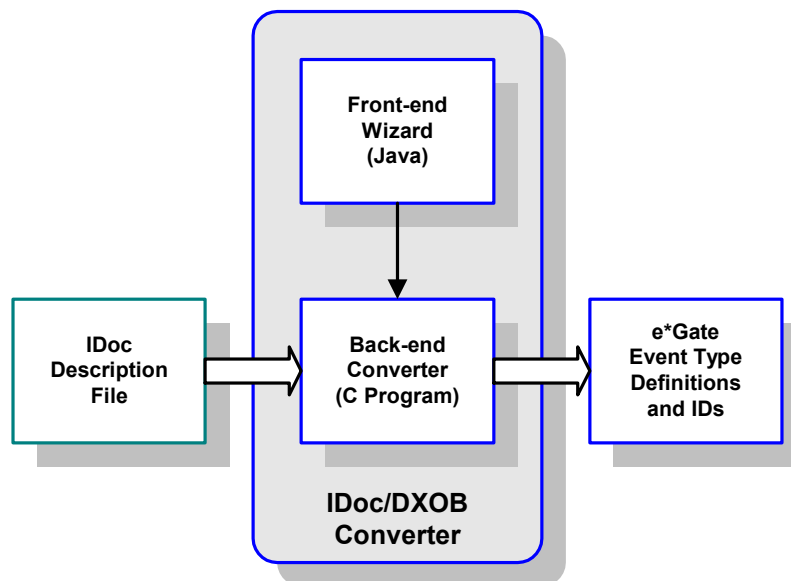 Front-end
Wizard
(Java)
IDoc
Description
File
Back-end
Converter
(C Program)
e*Gate
Event Type
Definitions
and IDs
IDoc/DXOB
Converter